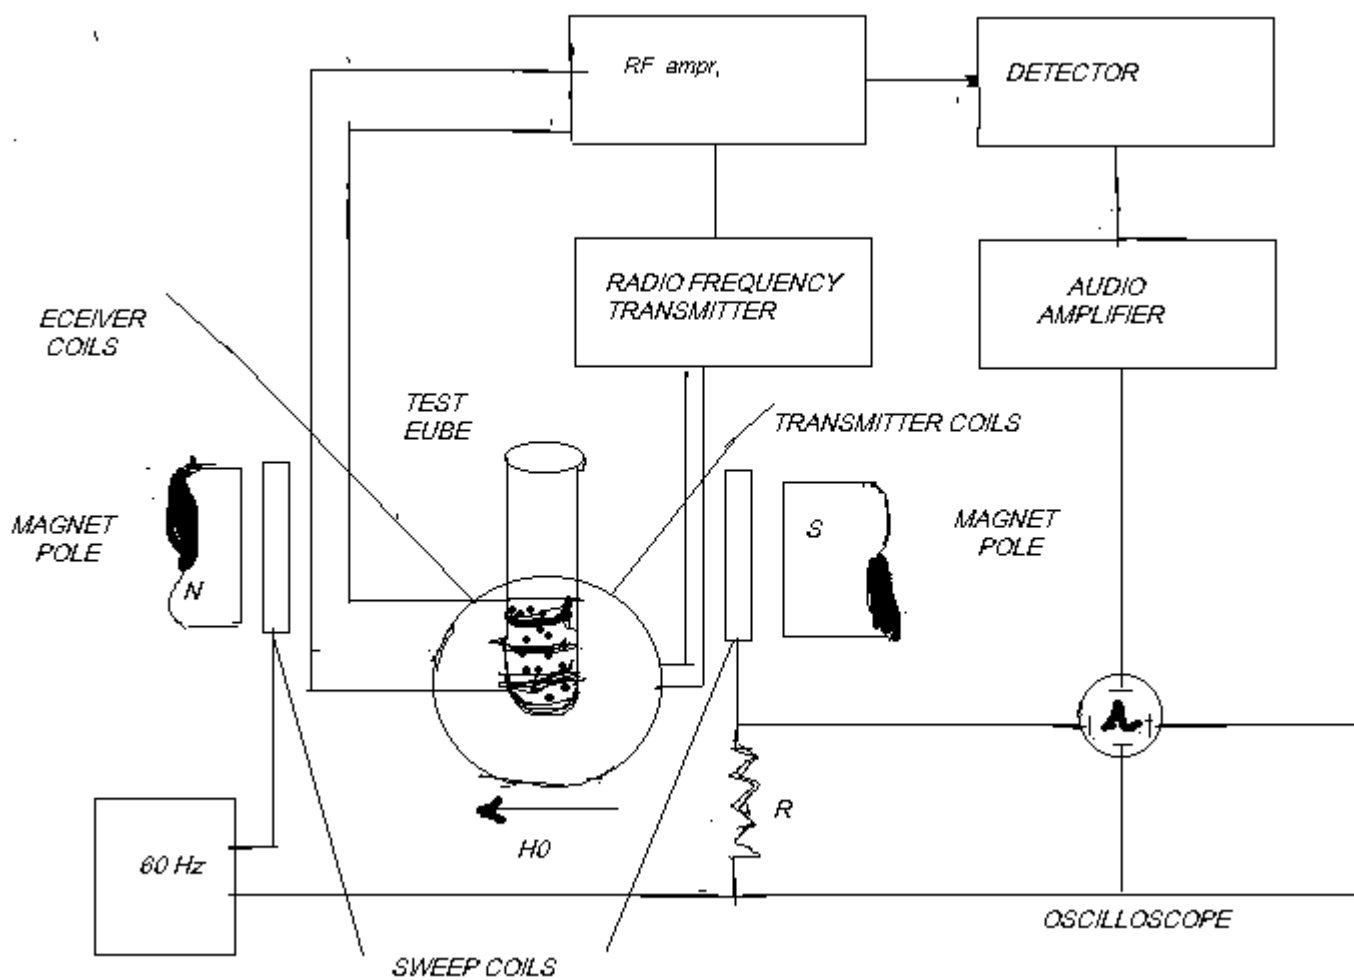 RF ampr,
DETECTOR
RADIO FREQUENCY
TRANSMITTER
AUDIO
AMPLIFIER
ECEIVER
COILS
TEST
EUBE
TRANSMITTER COILS
MAGNET
POLE
N
S
MAGNET
POLE
R
H0
60 Hz
OSCILLOSCOPE
SWEEP COILS